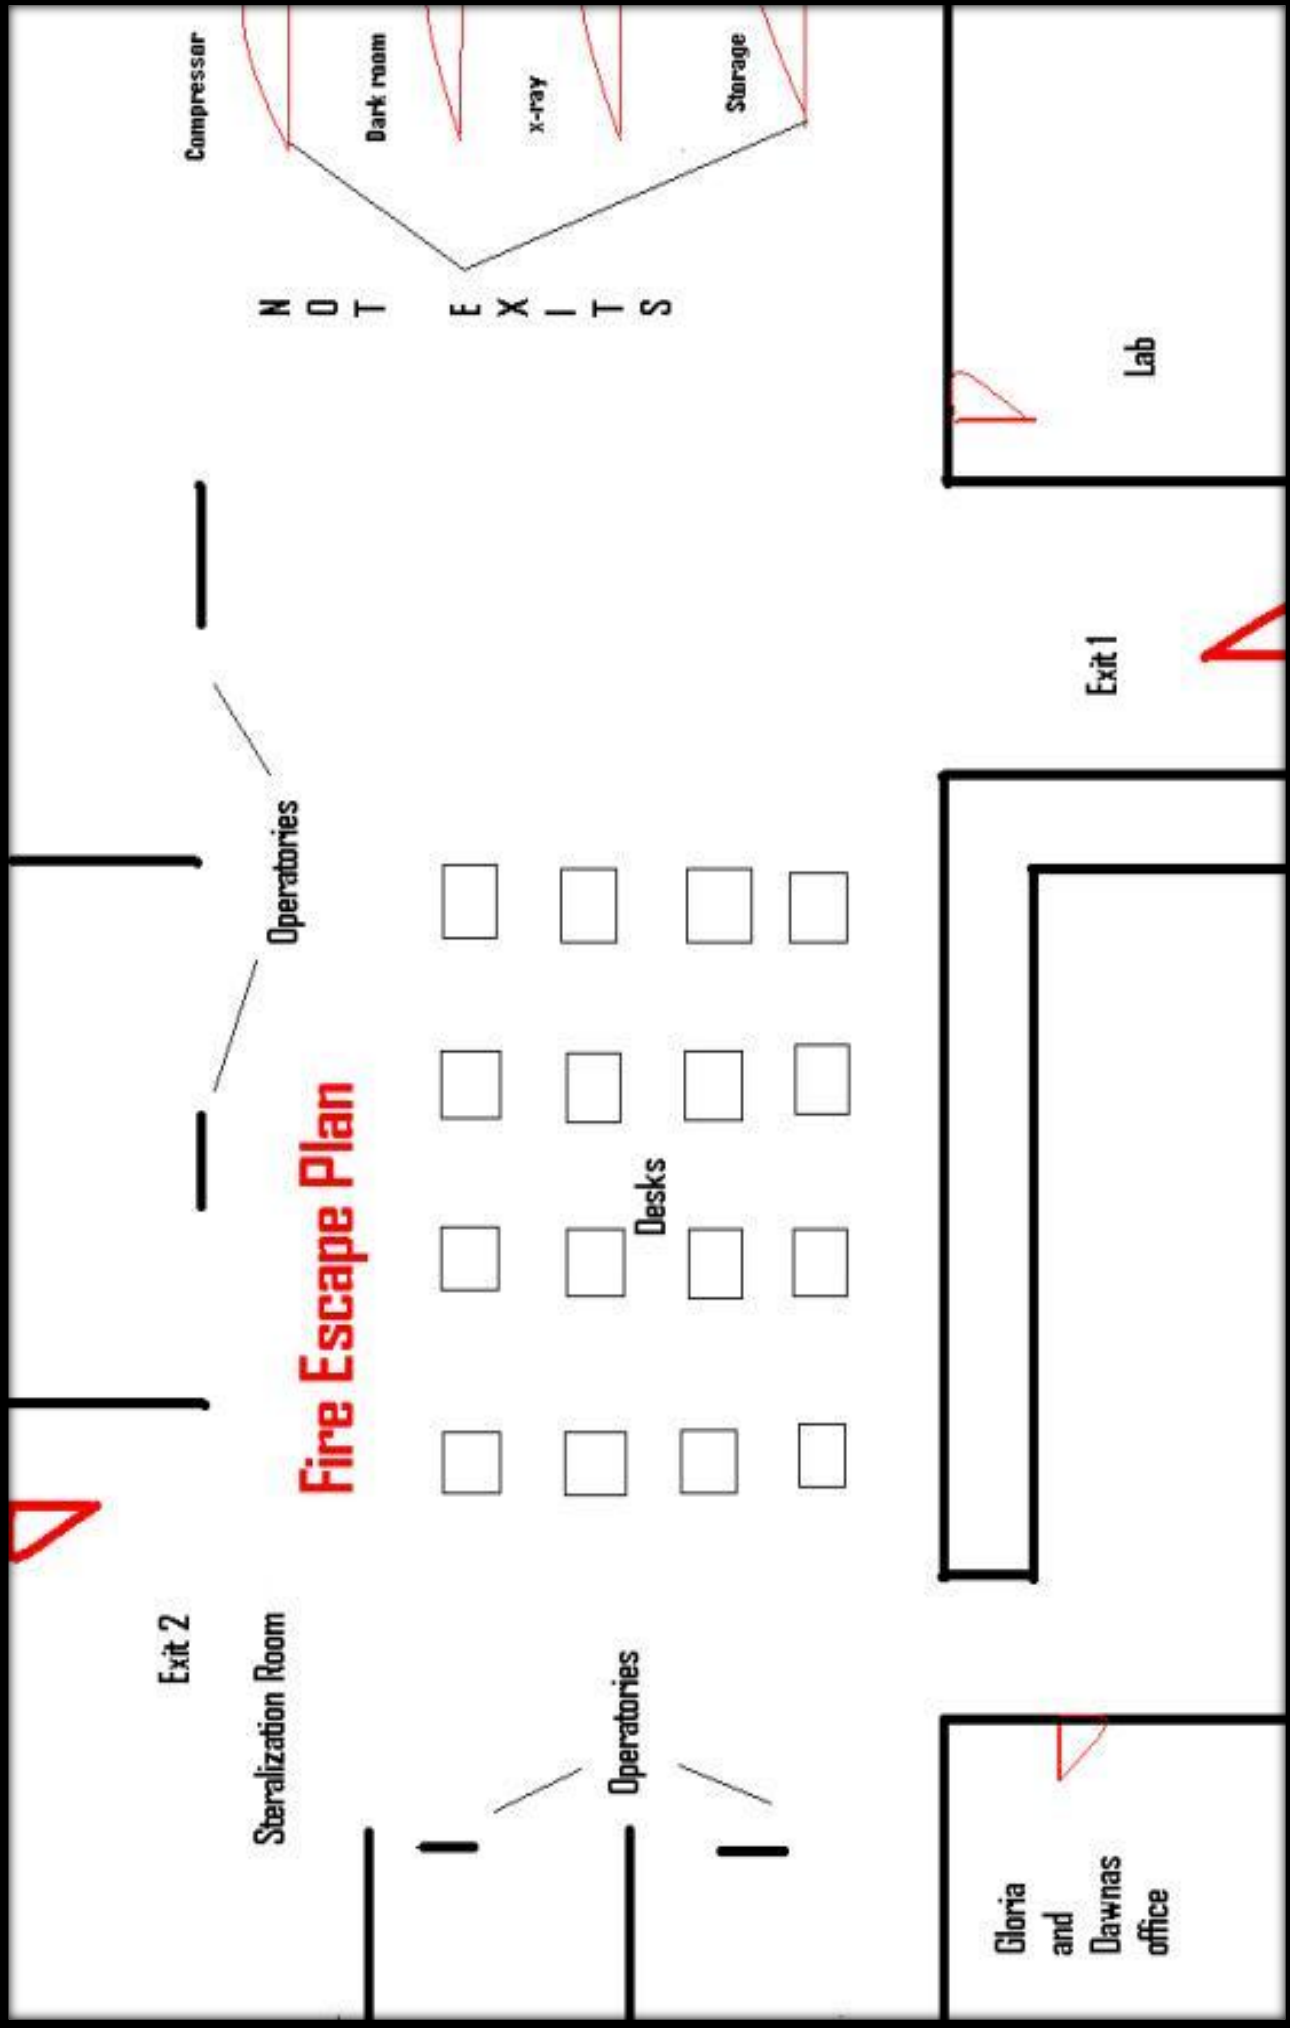 Exit 2
Compressor
Steralization Room
Operatories
Fire Escape Plan
NOT EXITS
Dark room
x-ray
Operatories
Desks
Storage
Gloria
and
Dawnas
office
Exit 1
Lab